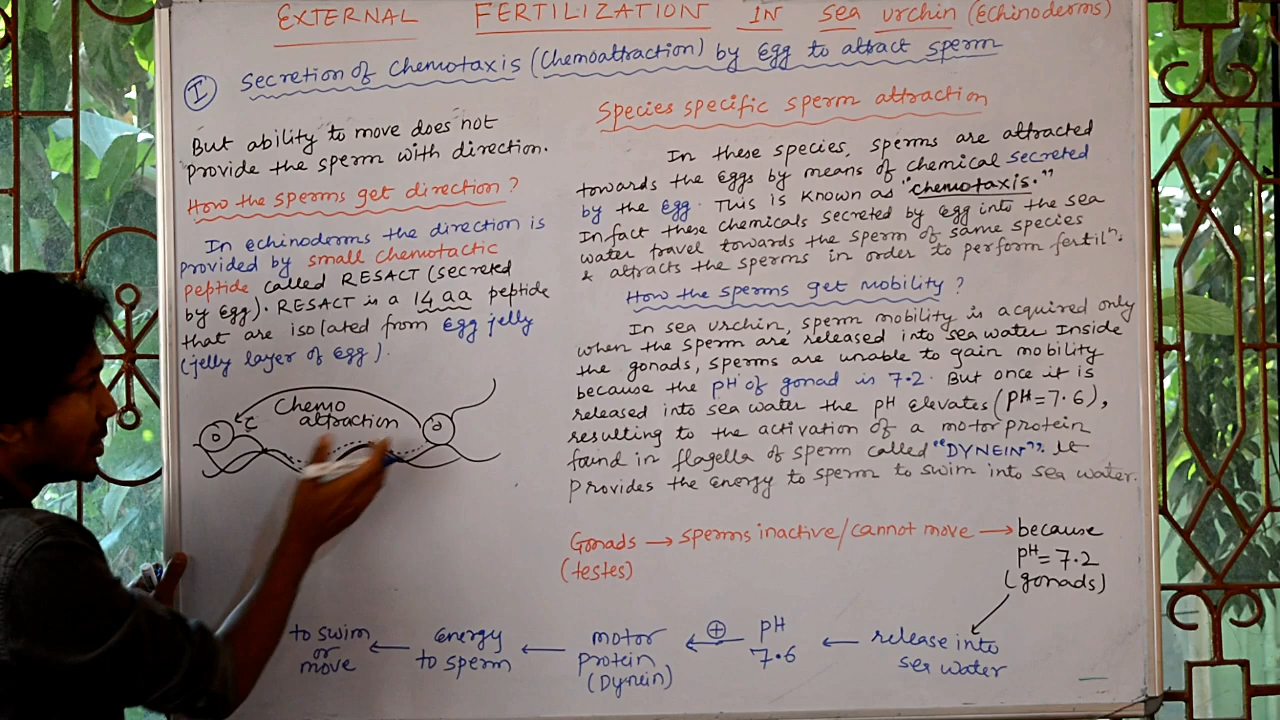 EXTERNAL FERTILIZATION IN sea urchin (Echinoderms)
I secretion of chemotaxis (chemoattraction) by egg to attract sperm
But ability to move does not
provide the sperm with direction.
How the sperms get direction ?
In echinoderms the direction is
provided by small chemotactic
peptide called RESACT (secreted
by egg). RESACT is a 14 aa peptide
that are isolated from egg jelly
(jelly layer of egg).
Chemo
attraction
Species specific sperm attraction
In these species, sperms are attracted
towards the eggs by means of chemical secreted
by the egg. This is known as "chemotaxis."
Infact these chemicals secreted by egg into the sea
water travel towards the sperm of same species
& attracts the sperms in order to perform fertilⁿ.
How the sperms get mobility ?
In sea urchin, sperm mobility is acquired only
when the sperm are released into sea water. Inside
the gonads, sperms are unable to gain mobility
because the pH of gonad is 7.2. But once it is
released into sea water the pH elevates (pH=7.6),
resulting to the activation of a motor protein
found in flagella of sperm called "DYNEIN". It
provides the energy to sperm to swim into sea water.
Gonads → sperms inactive/cannot move → because
(testes)
pH=7.2
(gonads)
to swim or move ← energy to sperm ← motor protein (Dynein) ← ⊕ pH 7.6 ← release into sea water